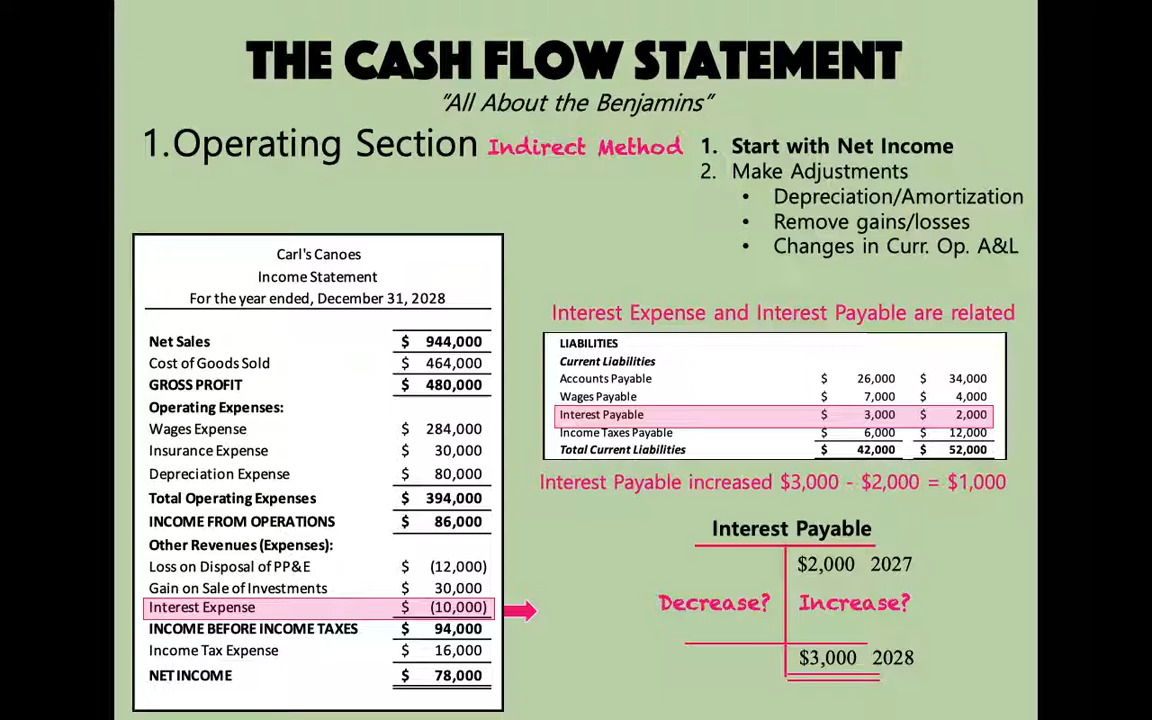 THE CASH FLOW STATEMENT
"All About the Benjamins"
1.Operating Section Indirect Method
1. Start with Net Income
2. Make Adjustments
• Depreciation/Amortization
• Remove gains/losses
• Changes in Curr. Op. A&L
Carl's Canoes
Income Statement
For the year ended, December 31, 2028
Net Sales $ 944,000
Cost of Goods Sold $ 464,000
GROSS PROFIT $ 480,000
Operating Expenses:
Wages Expense $ 284,000
Insurance Expense $ 30,000
Depreciation Expense $ 80,000
Total Operating Expenses $ 394,000
INCOME FROM OPERATIONS $ 86,000
Other Revenues (Expenses):
Loss on Disposal of PP&E $ (12,000)
Gain on Sale of Investments $ 30,000
Interest Expense $ (10,000)
INCOME BEFORE INCOME TAXES $ 94,000
Income Tax Expense $ 16,000
NET INCOME $ 78,000
Interest Expense and Interest Payable are related
LIABILITIES
Current Liabilities
Accounts Payable $ 26,000 $ 34,000
Wages Payable $ 7,000 $ 4,000
Interest Payable $ 3,000 $ 2,000
Income Taxes Payable $ 6,000 $ 12,000
Total Current Liabilities $ 42,000 $ 52,000
Interest Payable increased $3,000 - $2,000 = $1,000
Interest Payable
$2,000 2027
Decrease? Increase?
$3,000 2028